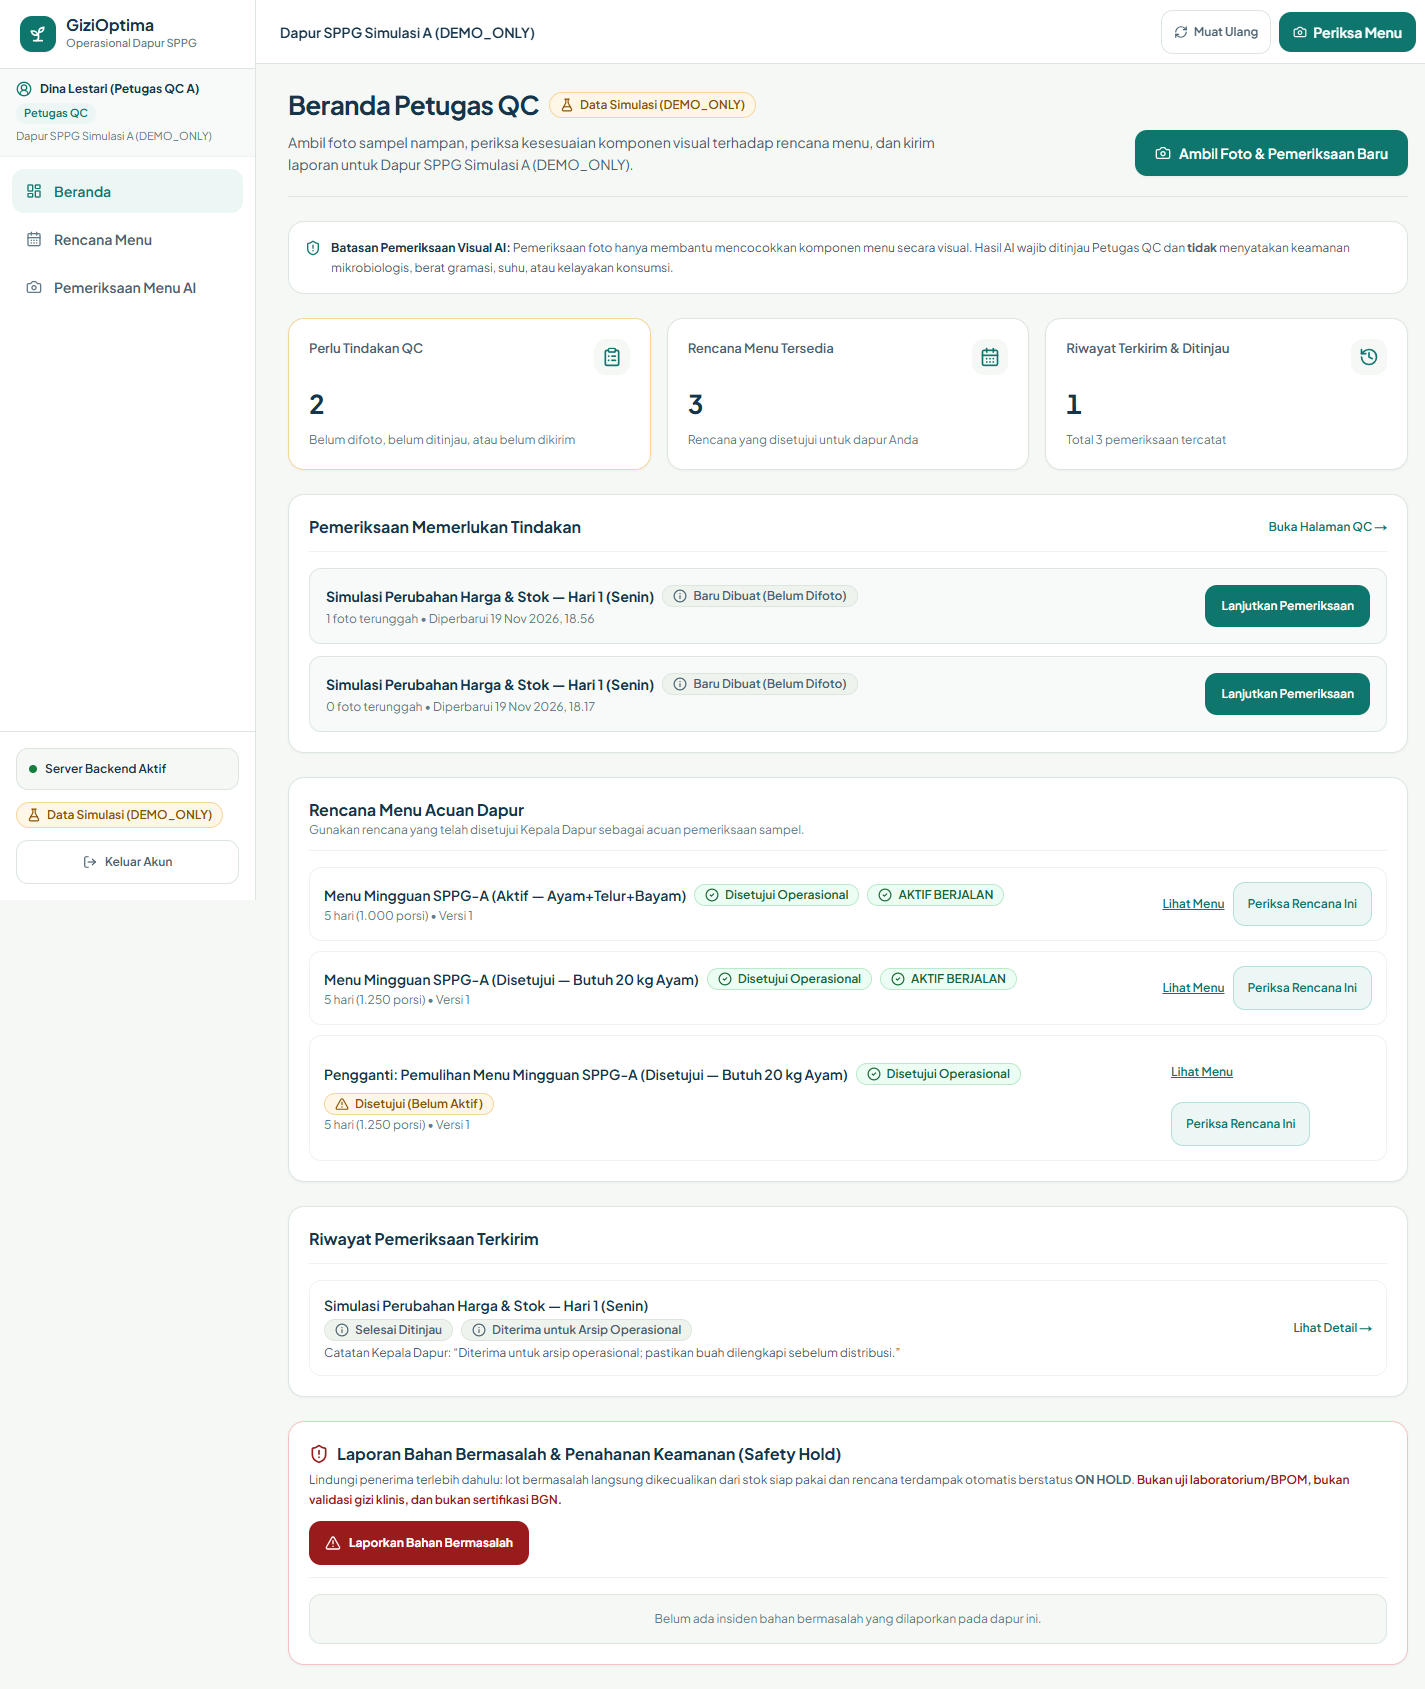 GiziOptima
Operasional Dapur SPPG
Dina Lestari (Petugas QC A)
Petugas QC
Dapur SPPG Simulasi A (DEMO_ONLY)
Beranda
Rencana Menu
Pemeriksaan Menu AI
Server Backend Aktif
Data Simulasi (DEMO_ONLY)
Keluar Akun
Dapur SPPG Simulasi A (DEMO_ONLY)
Muat Ulang
Periksa Menu
Beranda Petugas QC
Data Simulasi (DEMO_ONLY)
Ambil foto sampel nampan, periksa kesesuaian komponen visual terhadap rencana menu, dan kirim
laporan untuk Dapur SPPG Simulasi A (DEMO_ONLY).
Ambil Foto & Pemeriksaan Baru
Batasan Pemeriksaan Visual AI: Pemeriksaan foto hanya membantu mencocokkan komponen menu secara visual. Hasil AI wajib ditinjau Petugas QC dan tidak menyatakan keamanan
mikrobiologis, berat gramasi, suhu, atau kelayakan konsumsi.
Perlu Tindakan QC
2
Belum difoto, belum ditinjau, atau belum dikirim
Rencana Menu Tersedia
3
Rencana yang disetujui untuk dapur Anda
Riwayat Terkirim & Ditinjau
1
Total 3 pemeriksaan tercatat
Pemeriksaan Memerlukan Tindakan
Buka Halaman QC →
Simulasi Perubahan Harga & Stok — Hari 1 (Senin)
Baru Dibuat (Belum Difoto)
1 foto terunggah • Diperbarui 19 Nov 2026, 18.56
Lanjutkan Pemeriksaan
Simulasi Perubahan Harga & Stok — Hari 1 (Senin)
Baru Dibuat (Belum Difoto)
0 foto terunggah • Diperbarui 19 Nov 2026, 18.17
Lanjutkan Pemeriksaan
Rencana Menu Acuan Dapur
Gunakan rencana yang telah disetujui Kepala Dapur sebagai acuan pemeriksaan sampel.
Menu Mingguan SPPG-A (Aktif — Ayam+Telur+Bayam)
Disetujui Operasional
AKTIF BERJALAN
5 hari (1.000 porsi) • Versi 1
Lihat Menu
Periksa Rencana Ini
Menu Mingguan SPPG-A (Disetujui — Butuh 20 kg Ayam)
Disetujui Operasional
AKTIF BERJALAN
5 hari (1.250 porsi) • Versi 1
Lihat Menu
Periksa Rencana Ini
Pengganti: Pemulihan Menu Mingguan SPPG-A (Disetujui — Butuh 20 kg Ayam)
Disetujui Operasional
Disetujui (Belum Aktif)
5 hari (1.250 porsi) • Versi 1
Lihat Menu
Periksa Rencana Ini
Riwayat Pemeriksaan Terkirim
Simulasi Perubahan Harga & Stok — Hari 1 (Senin)
Selesai Ditinjau
Diterima untuk Arsip Operasional
Catatan Kepala Dapur: "Diterima untuk arsip operasional; pastikan buah dilengkapi sebelum distribusi."
Lihat Detail →
Laporan Bahan Bermasalah & Penahanan Keamanan (Safety Hold)
Lindungi penerima terlebih dahulu: lot bermasalah langsung dikecualikan dari stok siap pakai dan rencana terdampak otomatis berstatus ON HOLD. Bukan uji laboratorium/BPOM, bukan
validasi gizi klinis, dan bukan sertifikasi BGN.
Laporkan Bahan Bermasalah
Belum ada insiden bahan bermasalah yang dilaporkan pada dapur ini.